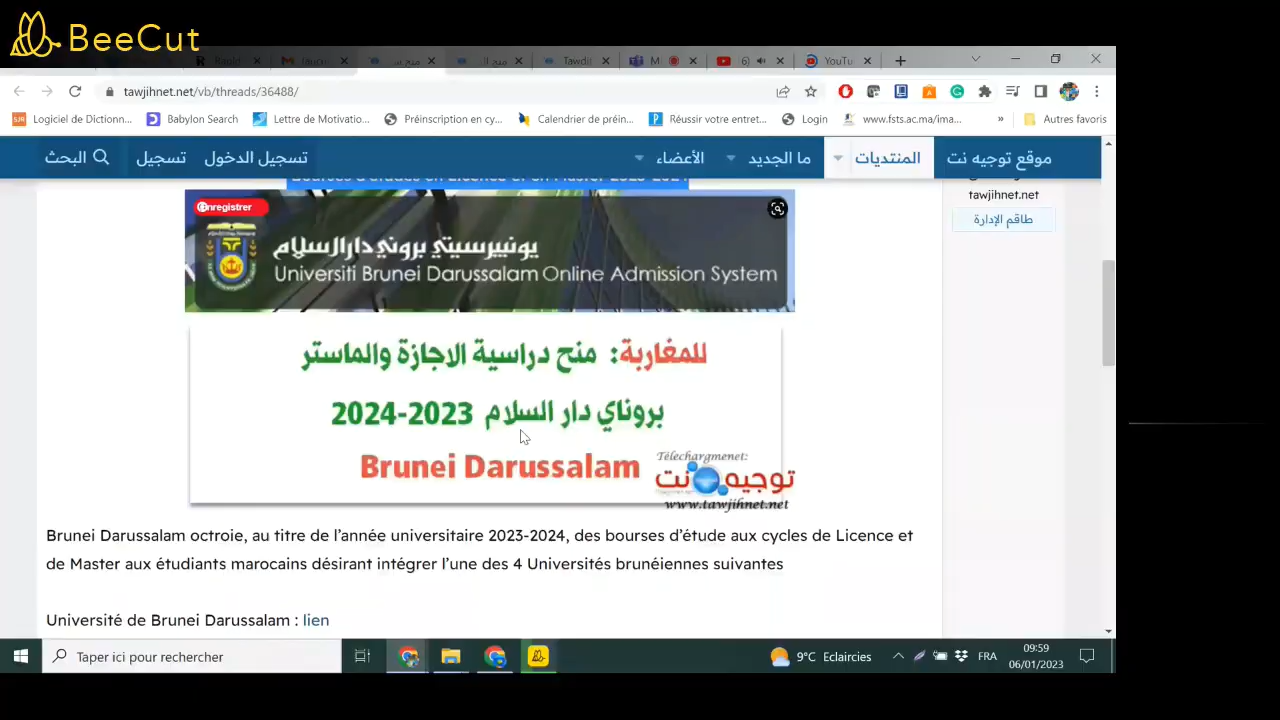 BeeCut
6)
YouTu
tawjihnet.net/vb/threads/36488/
Logiciel de Dictionn... Babylon Search Lettre de Motivatio... Préinscription en cy... Calendrier de préin... Réussir votre entret... Login www.fsts.ac.ma/ima... » Autres favoris
موقع توجيه نت المنتديات ما الجديد الأعضاء تسجيل الدخول تسجيل البحث
tawjihnet.net
طاقم الإدارة
Enregistrer
يونيبرسيتي بروني دارالسلام
Universiti Brunei Darussalam Online Admission System
للمغاربة: منح دراسية الاجازة والماستر
بروناي دار السلام 2023-2024
Brunei Darussalam
Télechargmenet:
توجيه نت
www.tawjihnet.net
Brunei Darussalam octroie, au titre de l’année universitaire 2023-2024, des bourses d’étude aux cycles de Licence et
de Master aux étudiants marocains désirant intégrer l’une des 4 Universités brunéiennes suivantes
Université de Brunei Darussalam : lien
Taper ici pour rechercher
9°C Eclaircies
FRA
09:59
06/01/2023